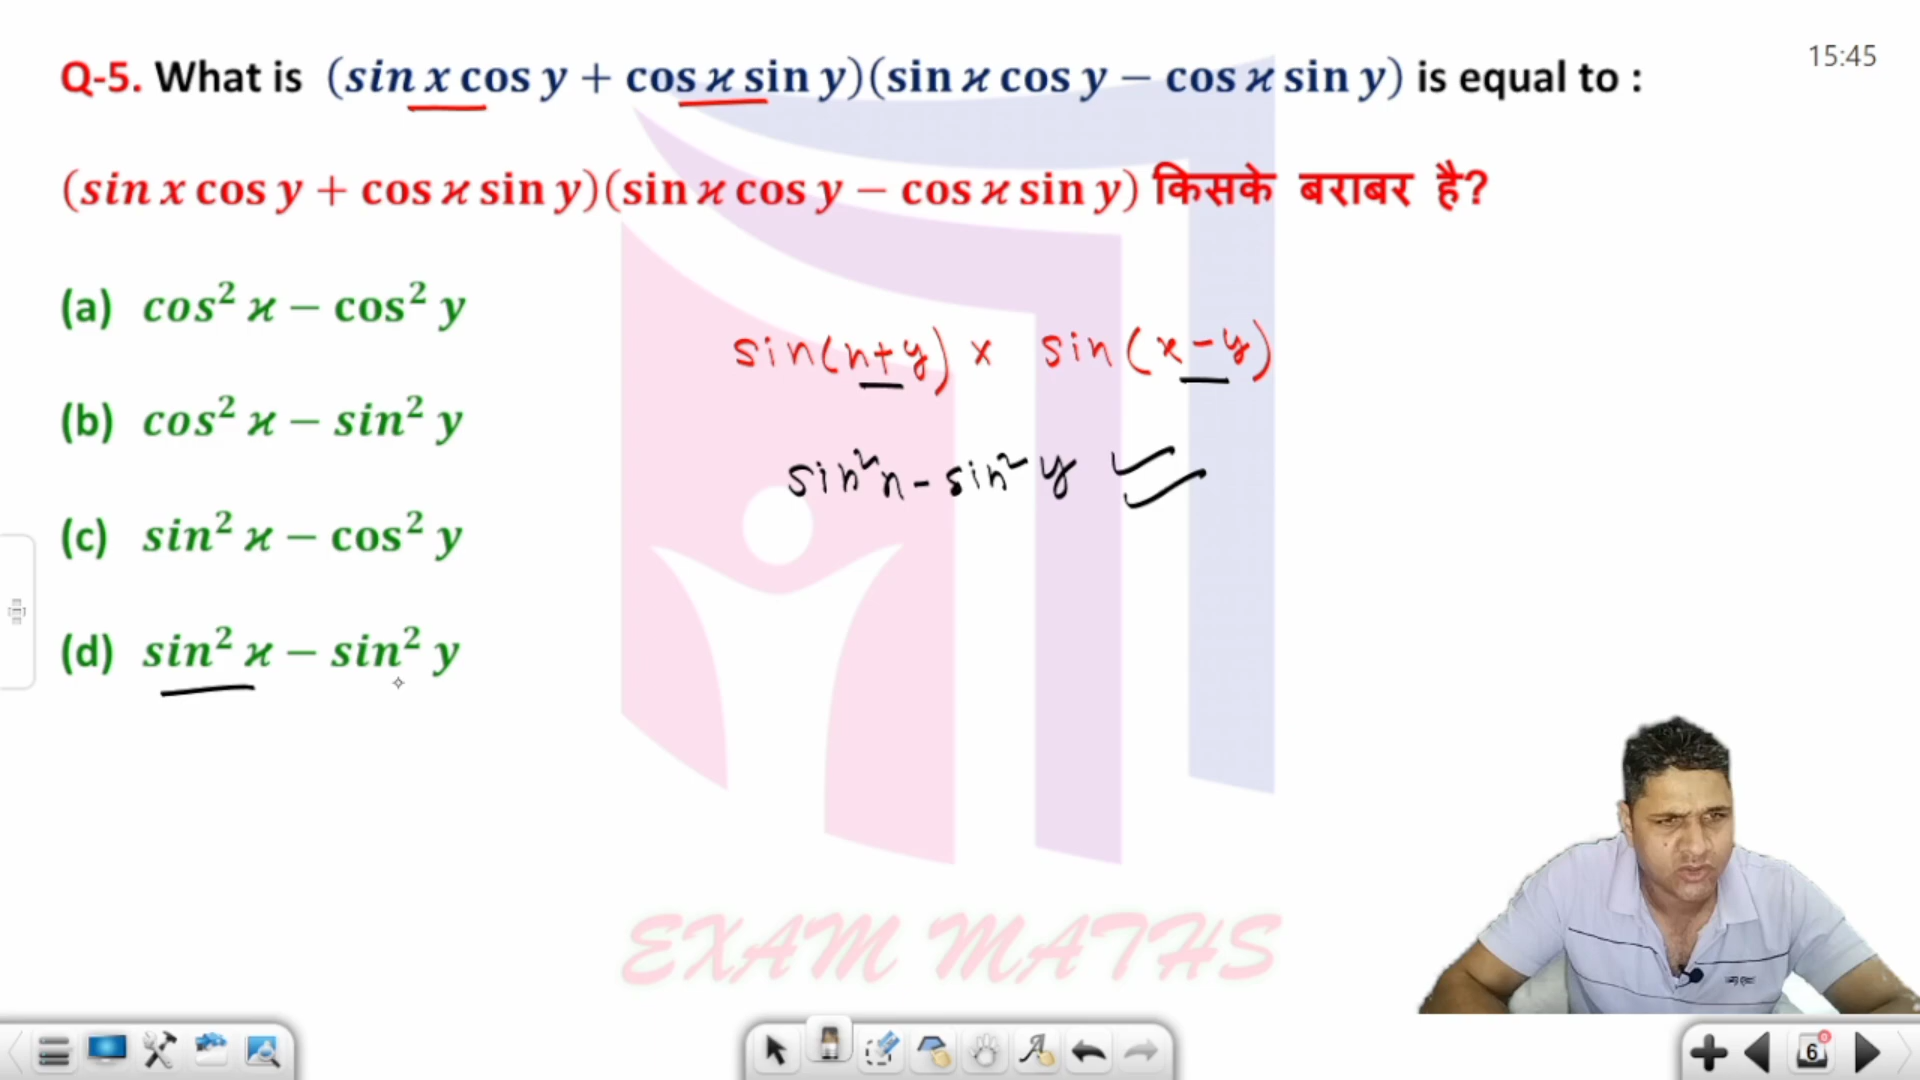 15:45
Q-5. What is (sin x cos y + cos ϰ sin y)(sin ϰ cos y − cos ϰ sin y) is equal to :
(sin x cos y + cos ϰ sin y)(sin ϰ cos y − cos ϰ sin y) किसके बराबर है?
(a) cos² ϰ − cos² y
sin(n+y) x sin(x-y)
(b) cos² ϰ − sin² y
sin²n-sin²y
(c) sin² ϰ − cos² y
(d) sin² ϰ − sin² y
EXAM MATHS
6